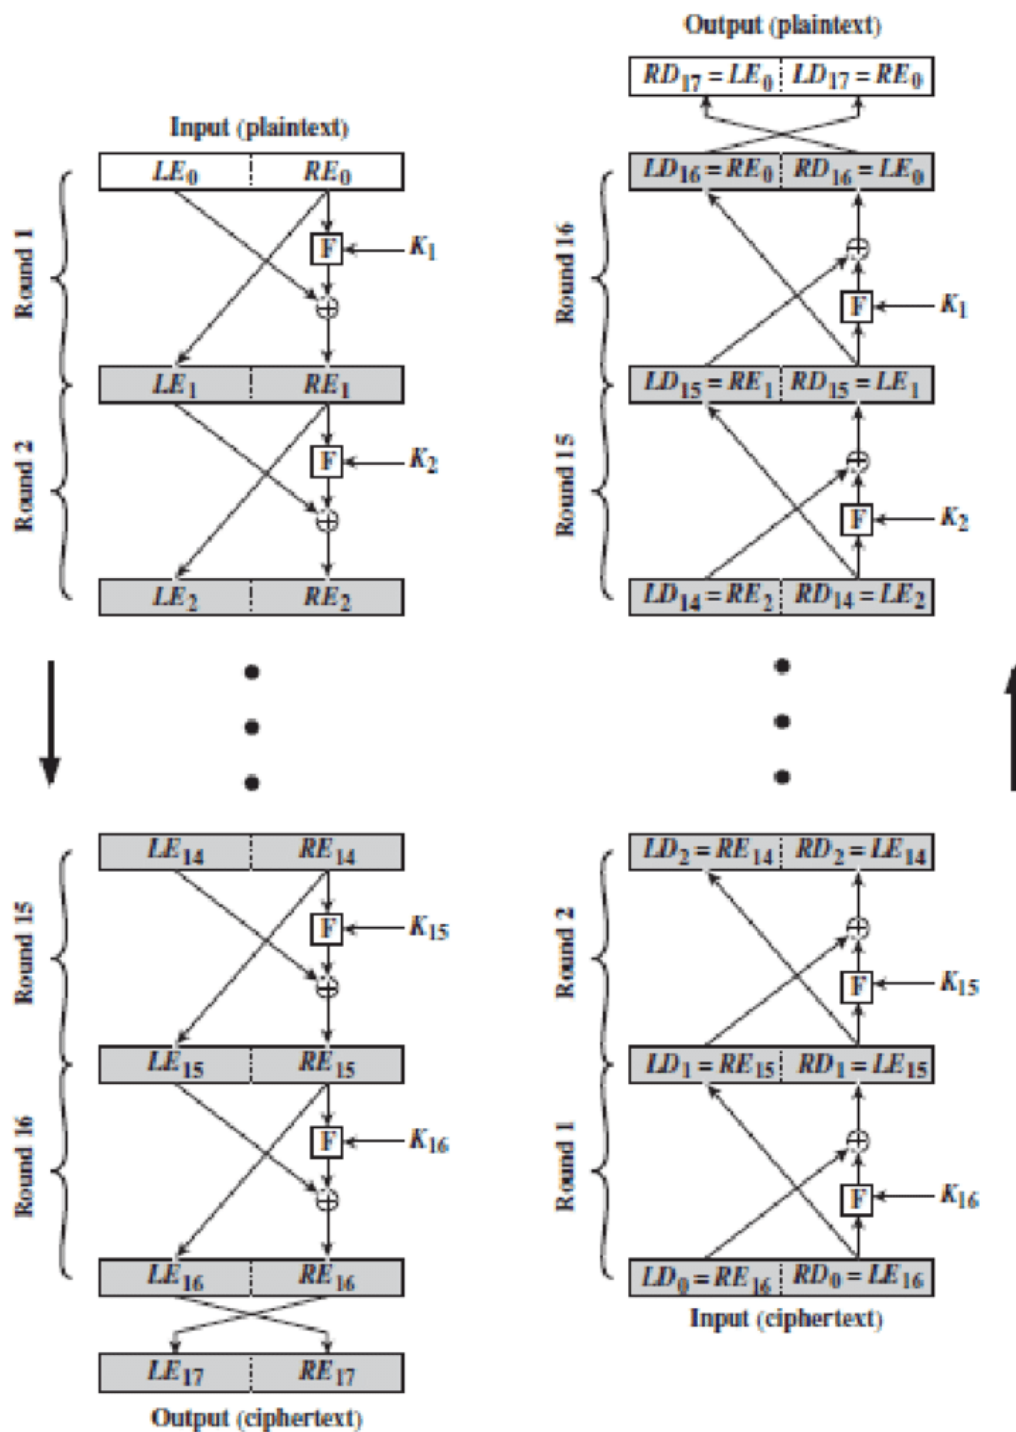 Input (plaintext)
LE0 RE0
Round 1
F K1
LE1 RE1
Round 2
F K2
LE2 RE2
LE14 RE14
Round 15
F K15
LE15 RE15
Round 16
F K16
LE16 RE16
LE17 RE17
Output (ciphertext)
Output (plaintext)
RD17 = LE0 LD17 = RE0
LD16 = RE0 RD16 = LE0
Round 16
F K1
LD15 = RE1 RD15 = LE1
Round 15
F K2
LD14 = RE2 RD14 = LE2
LD2 = RE14 RD2 = LE14
Round 2
F K15
LD1 = RE15 RD1 = LE15
Round 1
F K16
LD0 = RE16 RD0 = LE16
Input (ciphertext)